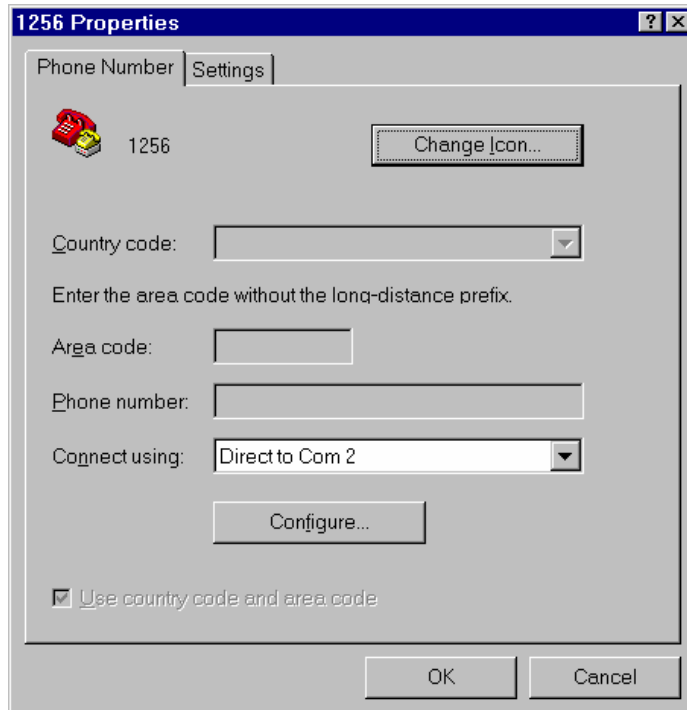 1256 Properties
Phone Number Settings
1256 Change Icon...
Country code:
Enter the area code without the long-distance prefix.
Area code:
Phone number:
Connect using: Direct to Com 2
Configure...
Use country code and area code
OK Cancel